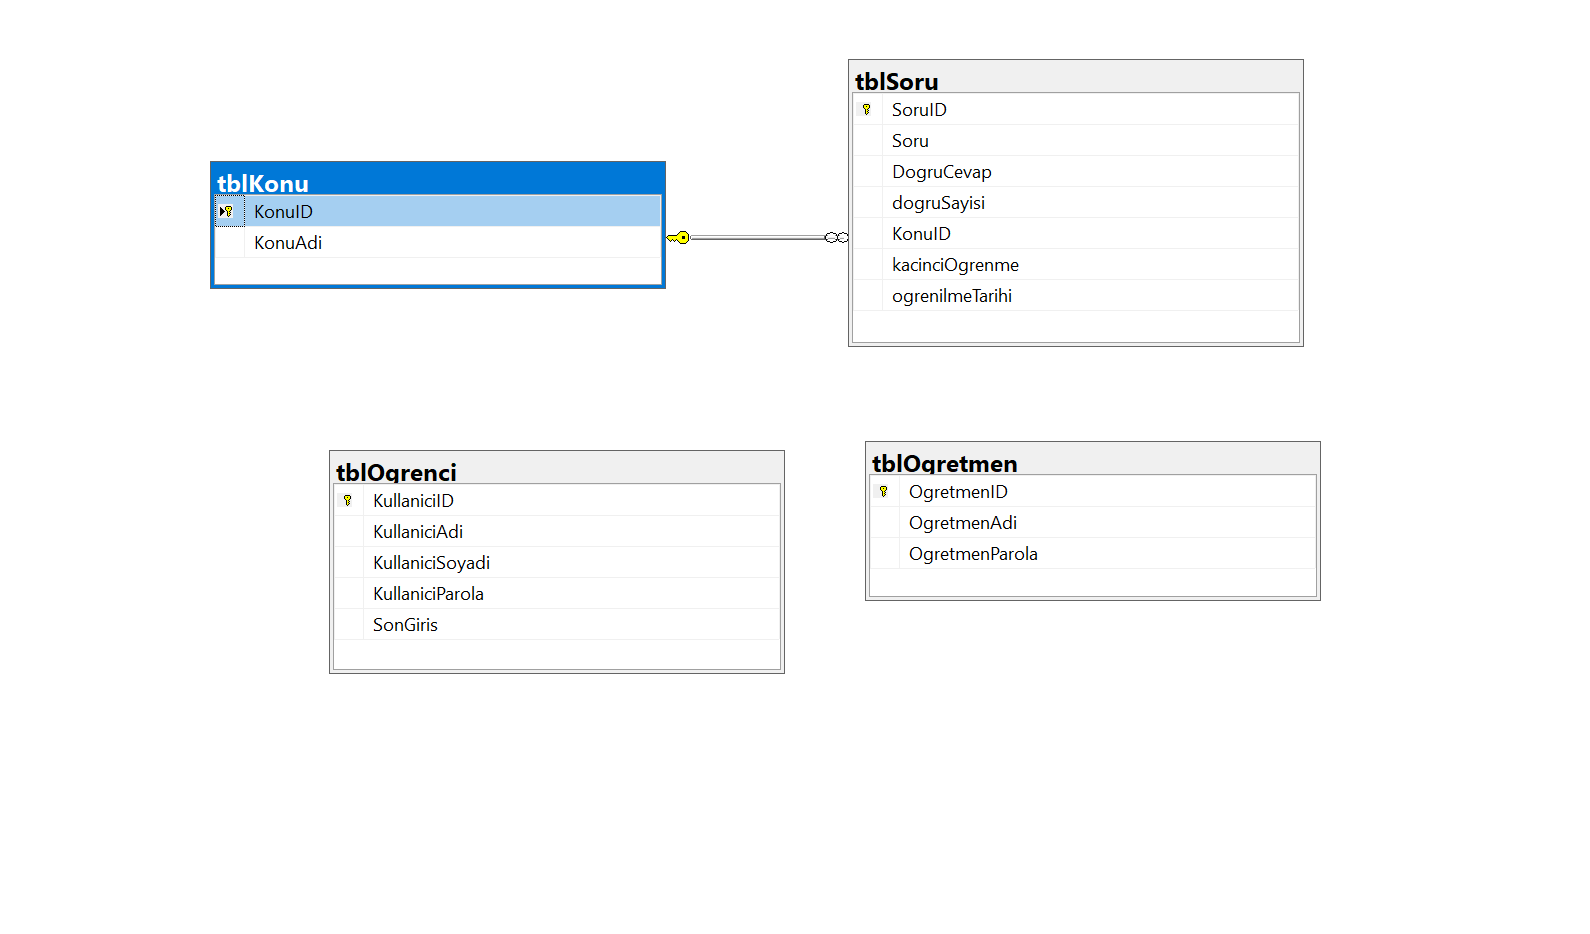 tblKonu
KonuID
KonuAdi
tblSoru
SoruID
Soru
DogruCevap
dogruSayisi
KonuID
kacinciOgrenme
ogrenilmeTarihi
tblOgrenci
KullaniciID
KullaniciAdi
KullaniciSoyadi
KullaniciParola
SonGiris
tblOgretmen
OgretmenID
OgretmenAdi
OgretmenParola